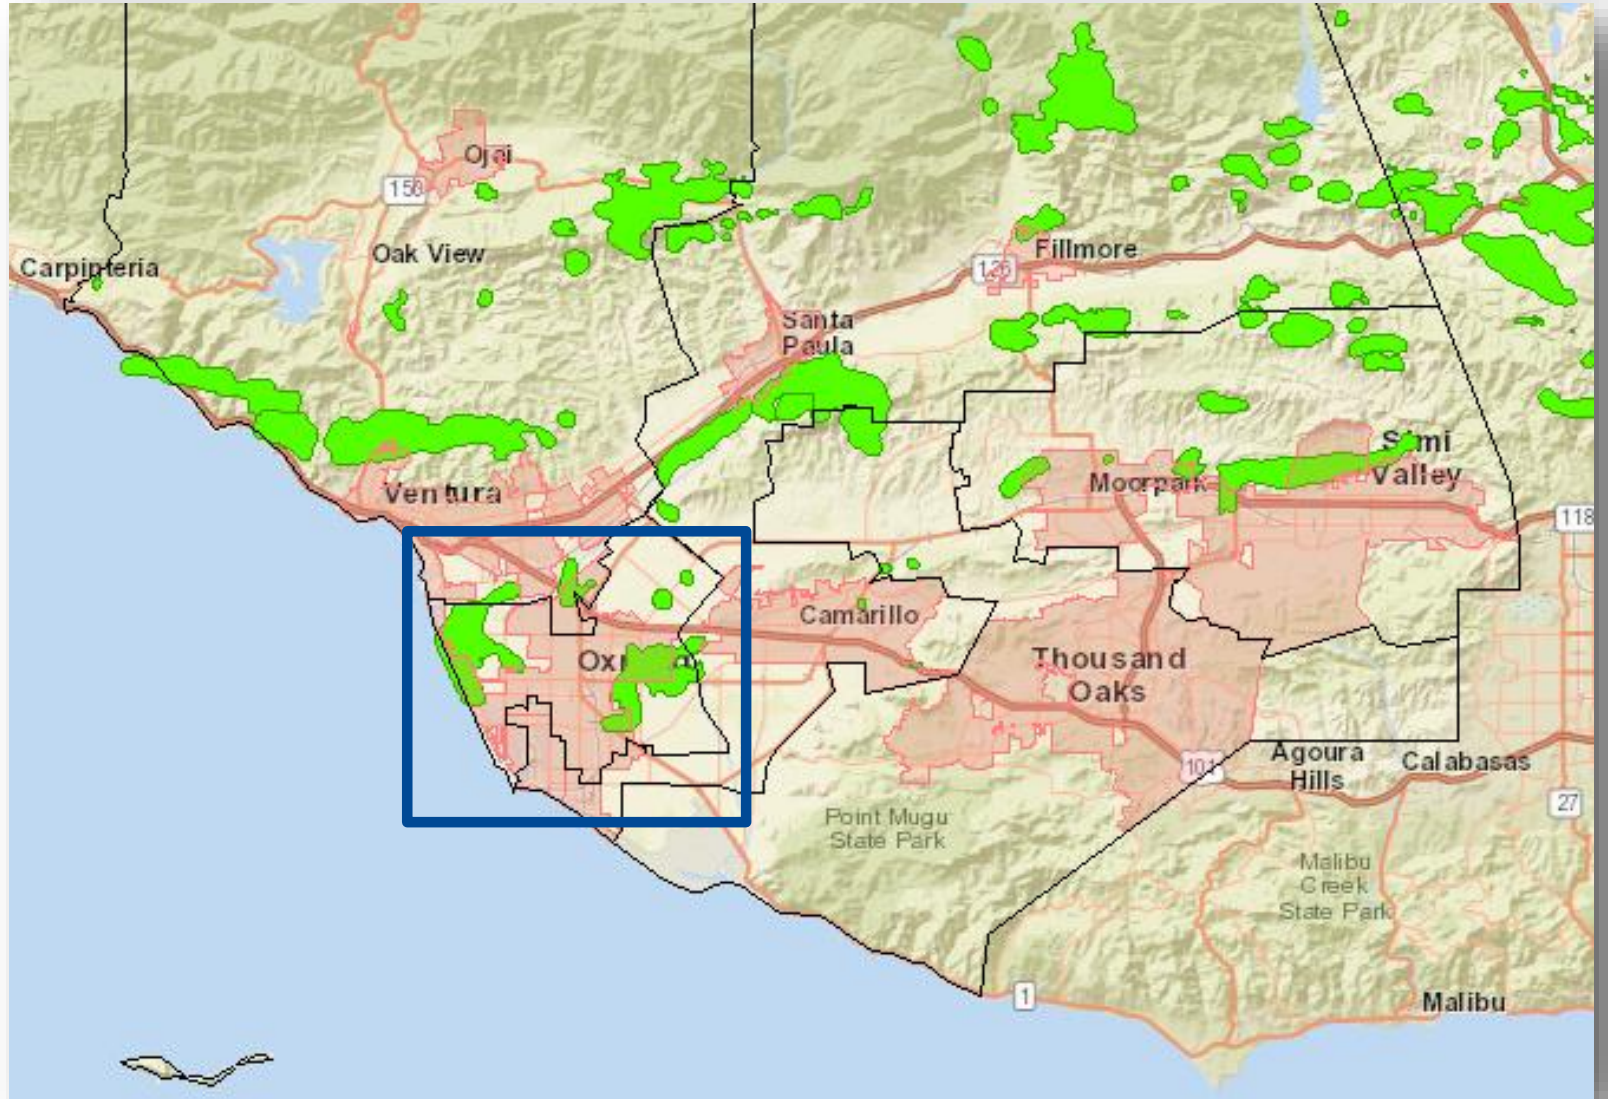 Ojai
150
Oak View
Carpinteria
Fillmore
126
Santa
Paula
Simi
Valley
Moorpark
Ventura
118
Camarillo
Oxnard
Thousand
Oaks
Agoura
Hills
Calabasas
101
27
Point Mugu
State Park
Malibu
Creek
State Park
1
Malibu